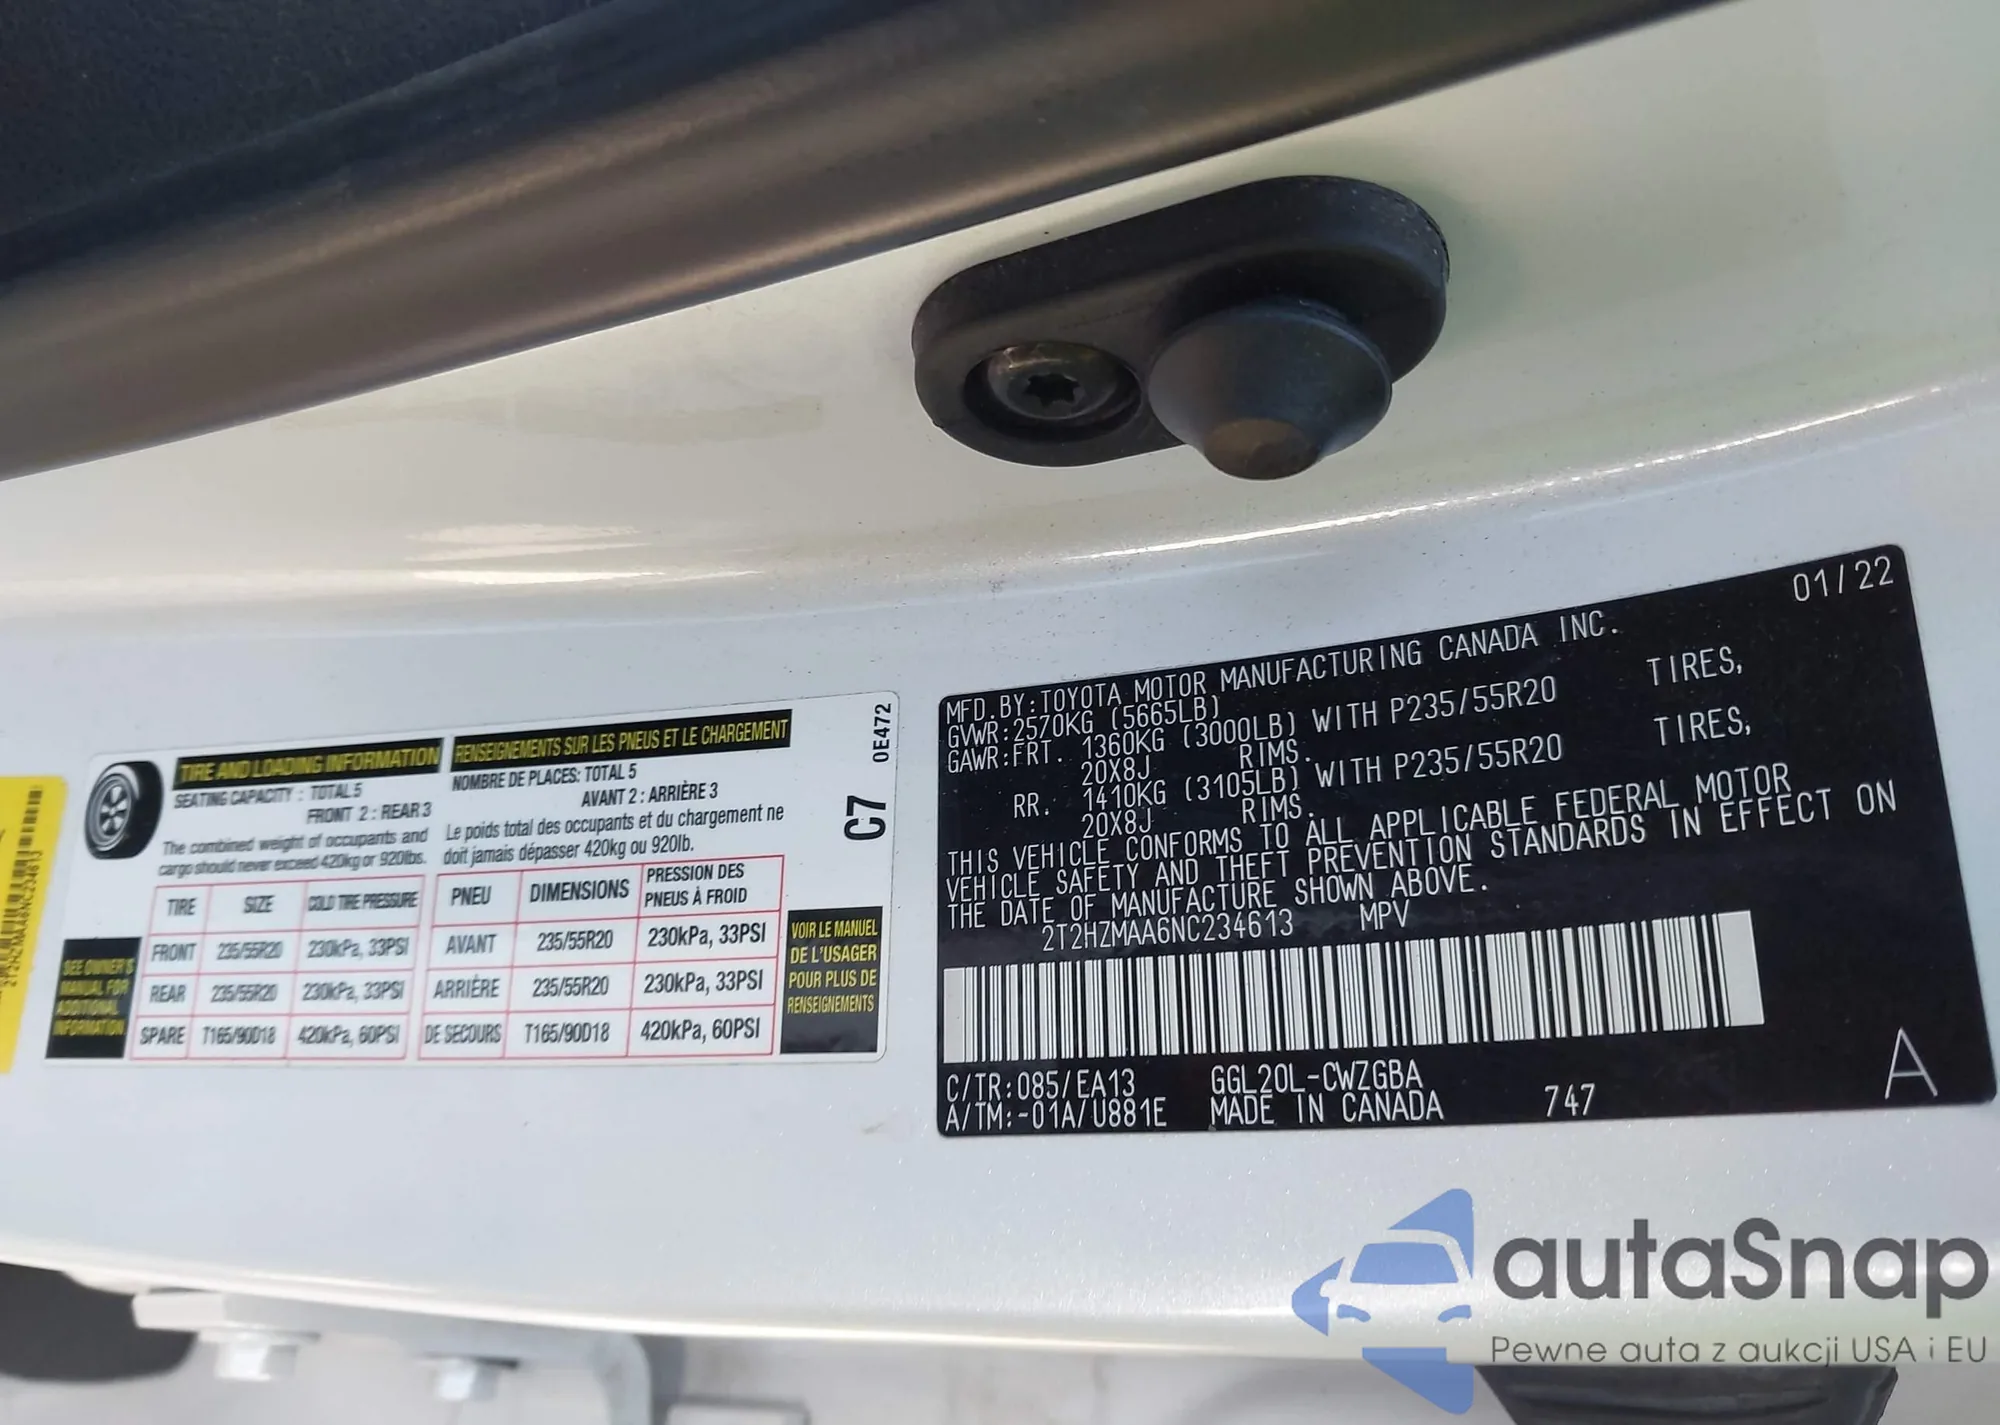 2T2HZMAA6NC234613
TIRE AND LOADING INFORMATION
SEATING CAPACITY : TOTAL 5
FRONT 2 : REAR 3
The combined weight of occupants and
cargo should never exceed 420kg or 920lbs.
TIRE SIZE COLD TIRE PRESSURE
FRONT 235/55R20 230kPa, 33PSI
REAR 235/55R20 230kPa, 33PSI
SPARE T165/90D18 420kPa, 60PSI
SEE OWNER'S
MANUAL FOR
ADDITIONAL
INFORMATION
RENSEIGNEMENTS SUR LES PNEUS ET LE CHARGEMENT
NOMBRE DE PLACES: TOTAL 5
AVANT 2 : ARRIÈRE 3
Le poids total des occupants et du chargement ne
doit jamais dépasser 420kg ou 920lb.
PNEU DIMENSIONS PRESSION DES
PNEUS À FROID
AVANT 235/55R20 230kPa, 33PSI
ARRIÈRE 235/55R20 230kPa, 33PSI
DE SECOURS T165/90D18 420kPa, 60PSI
VOIR LE MANUEL
DE L'USAGER
POUR PLUS DE
RENSEIGNEMENTS
C7
0E472
01/22
MFD.BY:TOYOTA MOTOR MANUFACTURING CANADA INC.
GVWR:2570KG (5665LB)
GAWR:FRT. 1360KG (3000LB) WITH P235/55R20 TIRES,
20X8J RIMS.
RR. 1410KG (3105LB) WITH P235/55R20 TIRES,
20X8J RIMS.
THIS VEHICLE CONFORMS TO ALL APPLICABLE FEDERAL MOTOR
VEHICLE SAFETY AND THEFT PREVENTION STANDARDS IN EFFECT ON
THE DATE OF MANUFACTURE SHOWN ABOVE.
2T2HZMAA6NC234613 MPV
C/TR:085/EA13 GGL20L-CWZGBA
A/TM:-01A/U881E MADE IN CANADA 747
A
autaSnap
Pewne auta z aukcji USA i EU